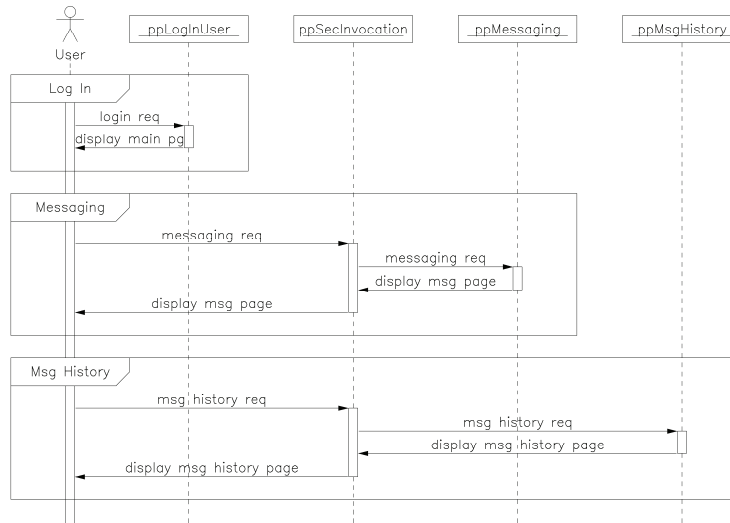 ppLogInUser
ppSecInvocation
ppMessaging
ppMsgHistory
User
Log In
login req
display main pg
Messaging
messaging req
messaging req
display msg page
display msg page
Msg History
msg history req
msg history req
display msg history page
display msg history page